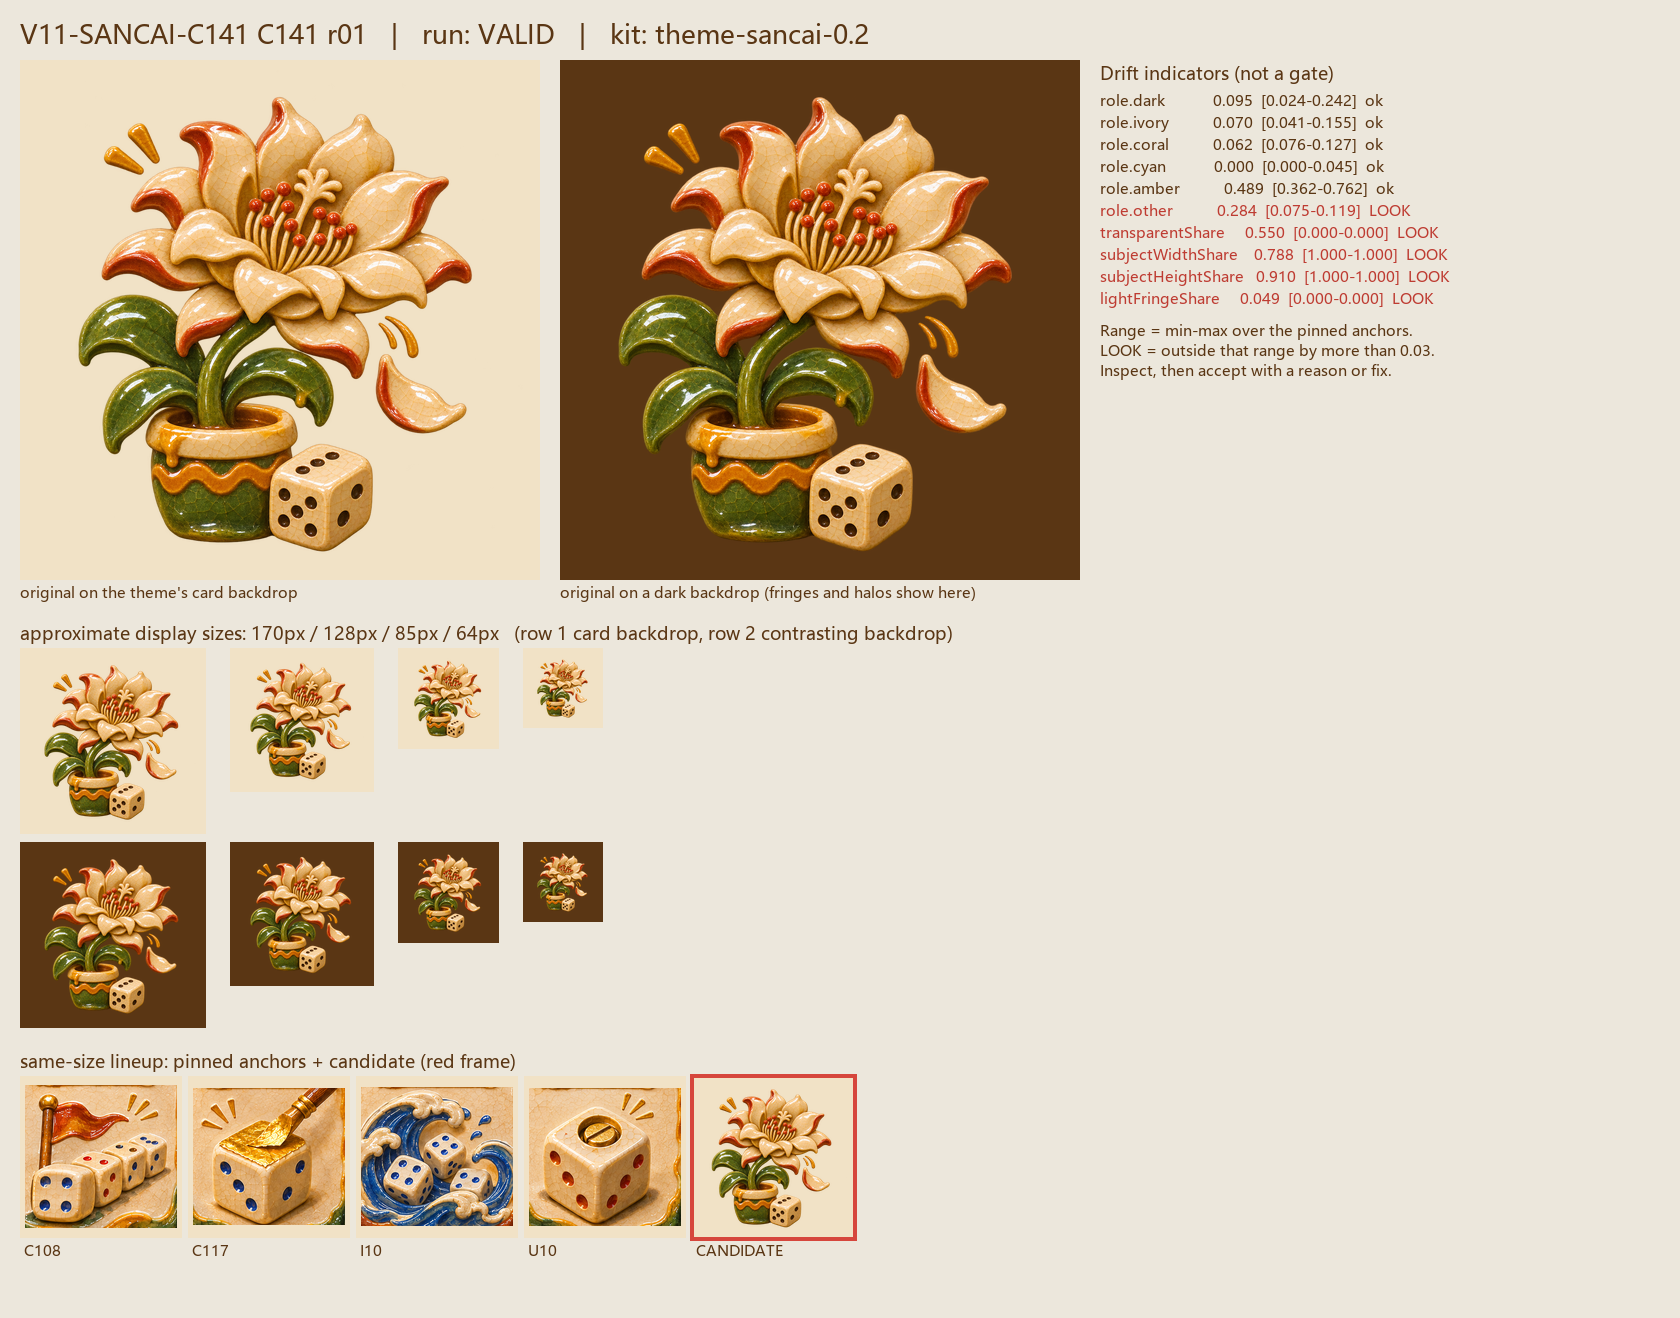 V11-SANCAI-C141 C141 r01 | run: VALID | kit: theme-sancai-0.2
Drift indicators (not a gate)
role.dark 0.095 [0.024-0.242] ok
role.ivory 0.070 [0.041-0.155] ok
role.coral 0.062 [0.076-0.127] ok
role.cyan 0.000 [0.000-0.045] ok
role.amber 0.489 [0.362-0.762] ok
role.other 0.284 [0.075-0.119] LOOK
transparentShare 0.550 [0.000-0.000] LOOK
subjectWidthShare 0.788 [1.000-1.000] LOOK
subjectHeightShare 0.910 [1.000-1.000] LOOK
lightFringeShare 0.049 [0.000-0.000] LOOK
Range = min-max over the pinned anchors.
LOOK = outside that range by more than 0.03.
Inspect, then accept with a reason or fix.
original on the theme's card backdrop
original on a dark backdrop (fringes and halos show here)
approximate display sizes: 170px / 128px / 85px / 64px (row 1 card backdrop, row 2 contrasting backdrop)
same-size lineup: pinned anchors + candidate (red frame)
C108
C117
I10
U10
CANDIDATE